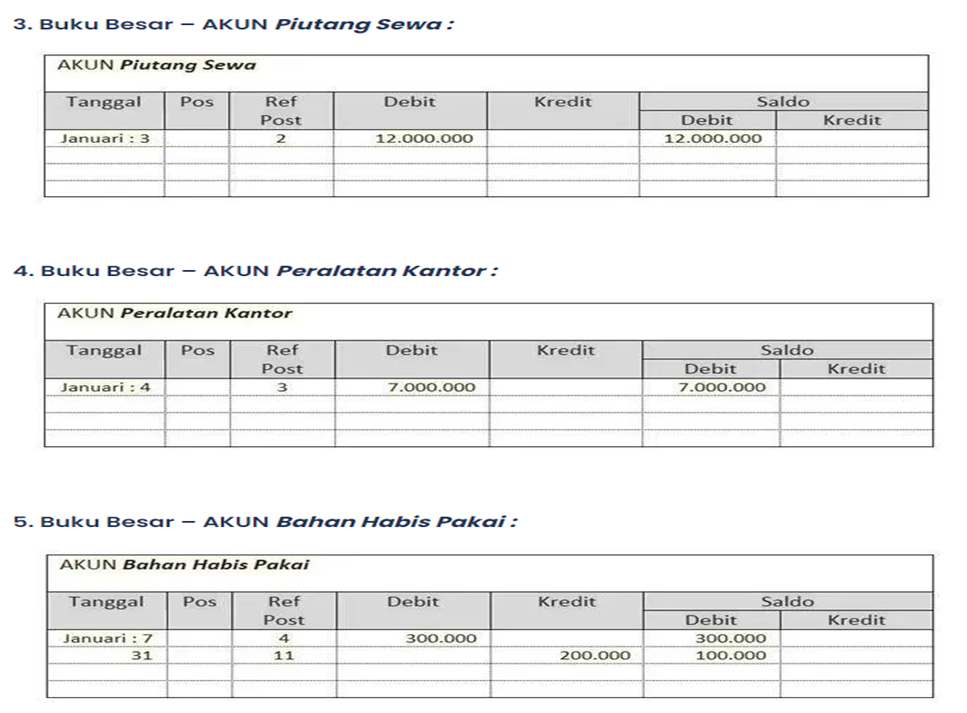 3. Buku Besar – AKUN Piutang Sewa :
AKUN Piutang Sewa
Tanggal Pos Ref Post Debit Kredit Saldo
Debit Kredit
Januari : 3 2 12.000.000 12.000.000
4. Buku Besar – AKUN Peralatan Kantor :
AKUN Peralatan Kantor
Tanggal Pos Ref Post Debit Kredit Saldo
Debit Kredit
Januari : 4 3 7.000.000 7.000.000
5. Buku Besar – AKUN Bahan Habis Pakai :
AKUN Bahan Habis Pakai
Tanggal Pos Ref Post Debit Kredit Saldo
Debit Kredit
Januari : 7 4 300.000 300.000
31 11 200.000 100.000